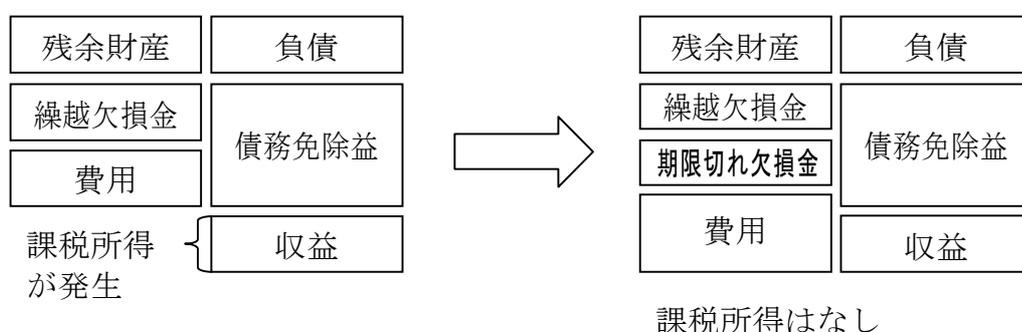 残余財産
負債
繰越欠損金
債務免除益
費用
収益
課税所得
が発生
残余財産
負債
繰越欠損金
期限切れ欠損金
債務免除益
費用
収益
課税所得はなし